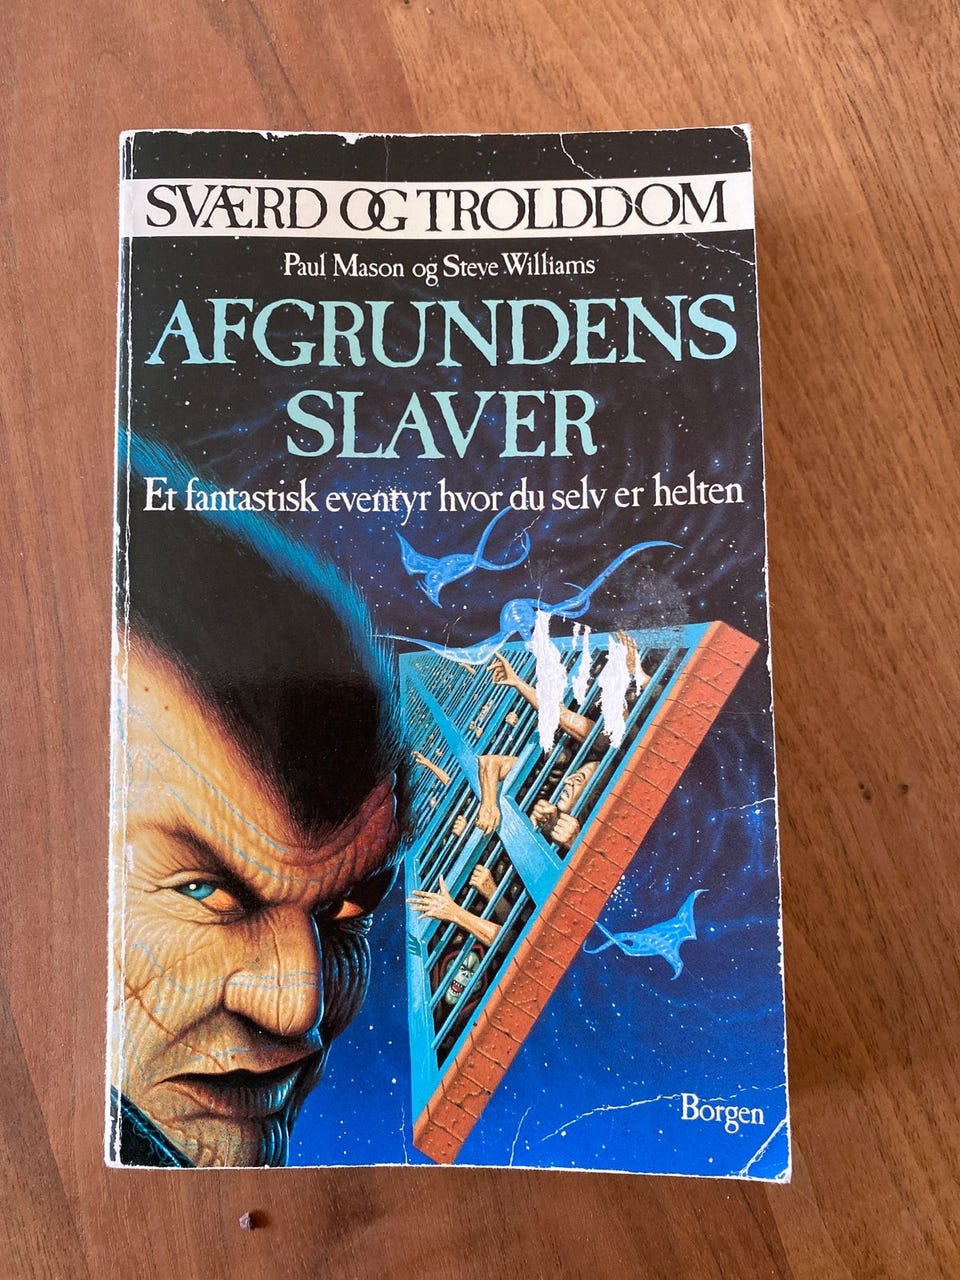 SVÆRD OG TROLDDOM
Paul Mason og Steve Williams
AFGRUNDENS
SLAVER
Et fantastisk eventyr hvor du selv er helten
Borgen